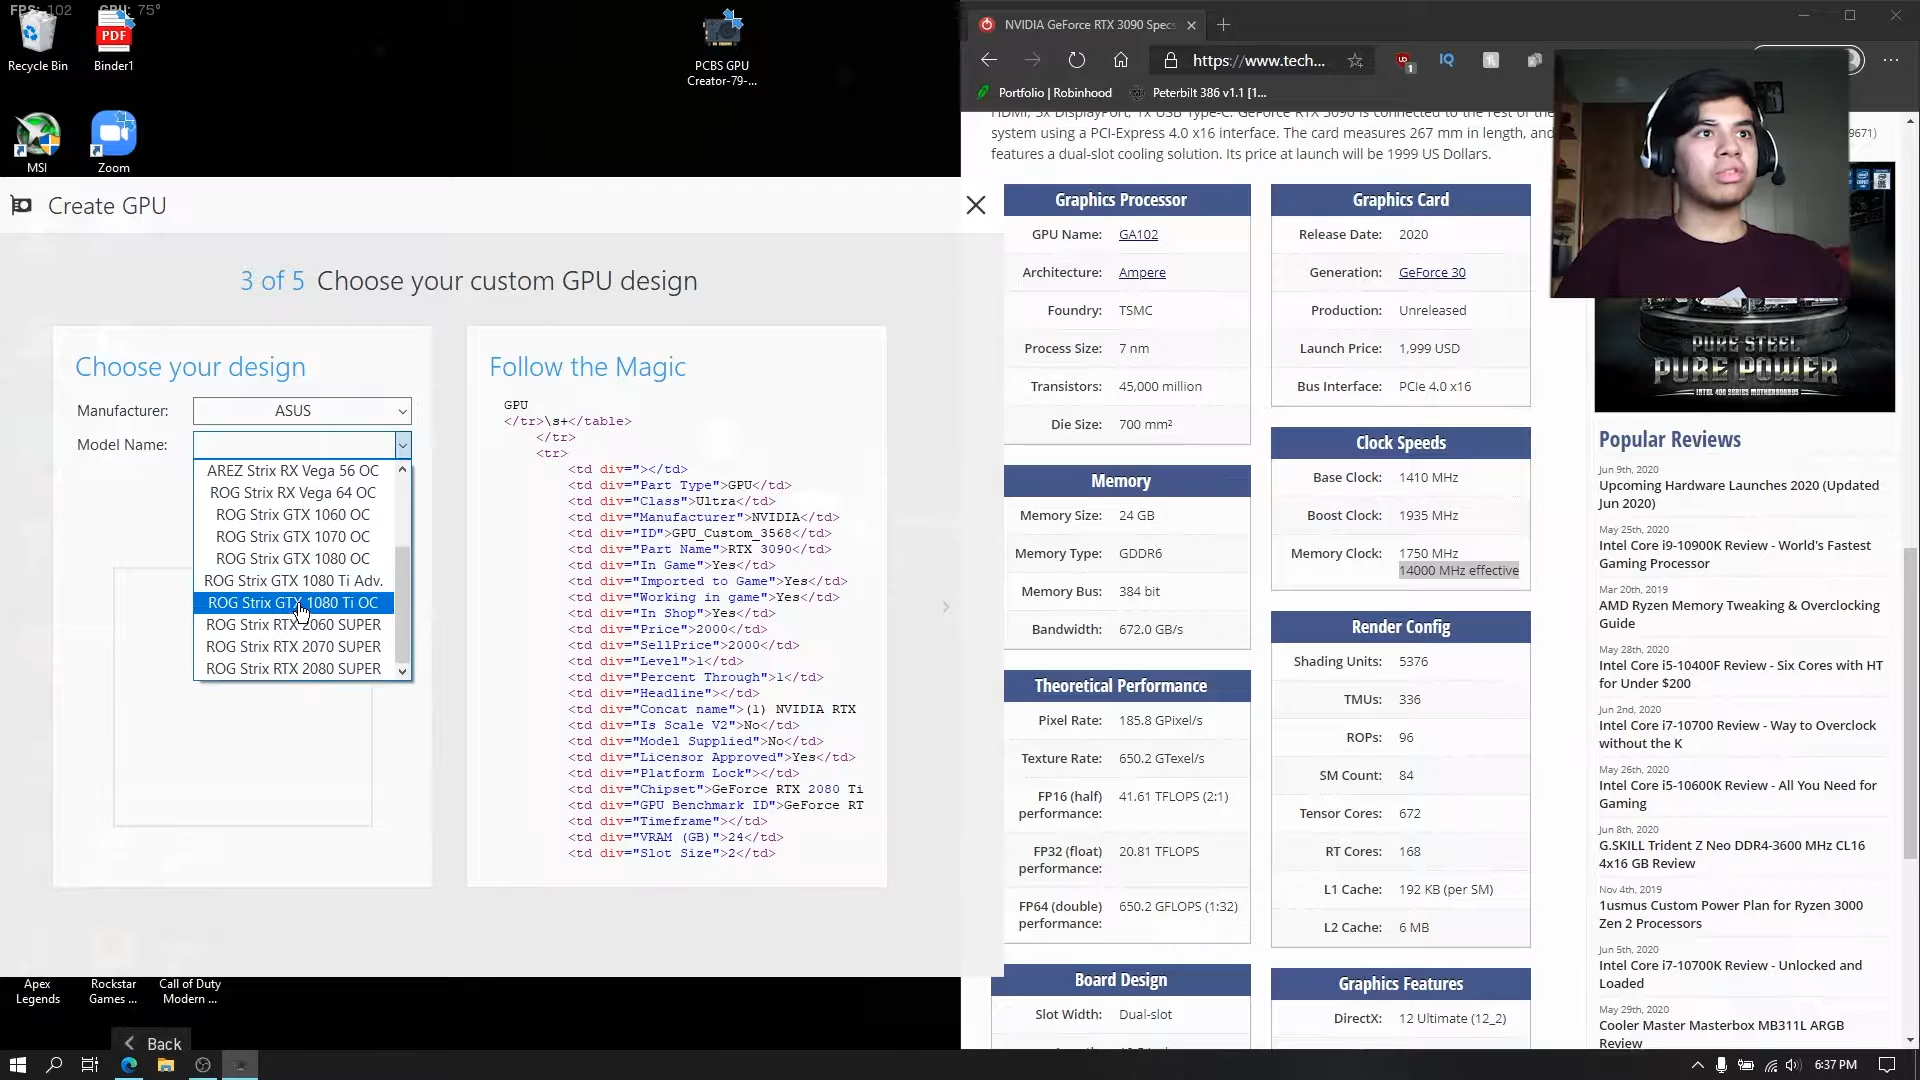 FPS: 102 GPU: 75°
Recycle Bin
PDF
Binder1
PCBS GPU
Creator-79-...
MSI
Zoom
Create GPU
3 of 5 Choose your custom GPU design
Choose your design
Manufacturer: ASUS
Model Name:
AREZ Strix RX Vega 56 OC
ROG Strix RX Vega 64 OC
ROG Strix GTX 1060 OC
ROG Strix GTX 1070 OC
ROG Strix GTX 1080 OC
ROG Strix GTX 1080 Ti Adv.
ROG Strix GTX 1080 Ti OC
ROG Strix RTX 2060 SUPER
ROG Strix RTX 2070 SUPER
ROG Strix RTX 2080 SUPER
Follow the Magic
GPU
</tr>\s+</table>
</tr>
<tr>
<td div="></td>
<td div="Part Type">GPU</td>
<td div="Class">Ultra</td>
<td div="Manufacturer">NVIDIA</td>
<td div="ID">GPU_Custom_3568</td>
<td div="Part Name">RTX 3090</td>
<td div="In Game">Yes</td>
<td div="Imported to Game">Yes</td>
<td div="Working in game">Yes</td>
<td div="In Shop">Yes</td>
<td div="Price">2000</td>
<td div="SellPrice">2000</td>
<td div="Level">1</td>
<td div="Percent Through">1</td>
<td div="Headline"></td>
<td div="Concat name">(1) NVIDIA RTX
<td div="Is Scale V2">No</td>
<td div="Model Supplied">No</td>
<td div="Licensor Approved">Yes</td>
<td div="Platform Lock"></td>
<td div="Chipset">GeForce RTX 2080 Ti
<td div="GPU Benchmark ID">GeForce RT
<td div="Timeframe"></td>
<td div="VRAM (GB)">24</td>
<td div="Slot Size">2</td>
Apex
Legends
Rockstar
Games ...
Call of Duty
Modern ...
Back
NVIDIA GeForce RTX 3090 Specs
https://www.tech...
UD
1
IQ
Portfolio | Robinhood
Peterbilt 386 v1.1 [1...
HDMI, 3x DisplayPort, 1x USB Type-C. GeForce RTX 3090 is connected to the rest of the
system using a PCI-Express 4.0 x16 interface. The card measures 267 mm in length, and
features a dual-slot cooling solution. Its price at launch will be 1999 US Dollars.
9671)
Graphics Processor
GPU Name: GA102
Architecture: Ampere
Foundry: TSMC
Process Size: 7 nm
Transistors: 45,000 million
Die Size: 700 mm²
Memory
Memory Size: 24 GB
Memory Type: GDDR6
Memory Bus: 384 bit
Bandwidth: 672.0 GB/s
Theoretical Performance
Pixel Rate: 185.8 GPixel/s
Texture Rate: 650.2 GTexel/s
FP16 (half)
performance: 41.61 TFLOPS (2:1)
FP32 (float)
performance: 20.81 TFLOPS
FP64 (double)
performance: 650.2 GFLOPS (1:32)
Board Design
Slot Width: Dual-slot
Graphics Card
Release Date: 2020
Generation: GeForce 30
Production: Unreleased
Launch Price: 1,999 USD
Bus Interface: PCIe 4.0 x16
Clock Speeds
Base Clock: 1410 MHz
Boost Clock: 1935 MHz
Memory Clock: 1750 MHz
14000 MHz effective
Render Config
Shading Units: 5376
TMUs: 336
ROPs: 96
SM Count: 84
Tensor Cores: 672
RT Cores: 168
L1 Cache: 192 KB (per SM)
L2 Cache: 6 MB
Graphics Features
DirectX: 12 Ultimate (12_2)
PURE STEEL
PURE POWER
INTEL 400 SERIES MOTHERBOARDS
Popular Reviews
Jun 9th, 2020
Upcoming Hardware Launches 2020 (Updated
Jun 2020)
May 25th, 2020
Intel Core i9-10900K Review - World's Fastest
Gaming Processor
Mar 20th, 2019
AMD Ryzen Memory Tweaking & Overclocking
Guide
May 28th, 2020
Intel Core i5-10400F Review - Six Cores with HT
for Under $200
Jun 2nd, 2020
Intel Core i7-10700 Review - Way to Overclock
without the K
May 26th, 2020
Intel Core i5-10600K Review - All You Need for
Gaming
Jun 8th, 2020
G.SKILL Trident Z Neo DDR4-3600 MHz CL16
4x16 GB Review
Nov 4th, 2019
1usmus Custom Power Plan for Ryzen 3000
Zen 2 Processors
Jun 5th, 2020
Intel Core i7-10700K Review - Unlocked and
Loaded
May 29th, 2020
Cooler Master Masterbox MB311L ARGB
Review
6:37 PM